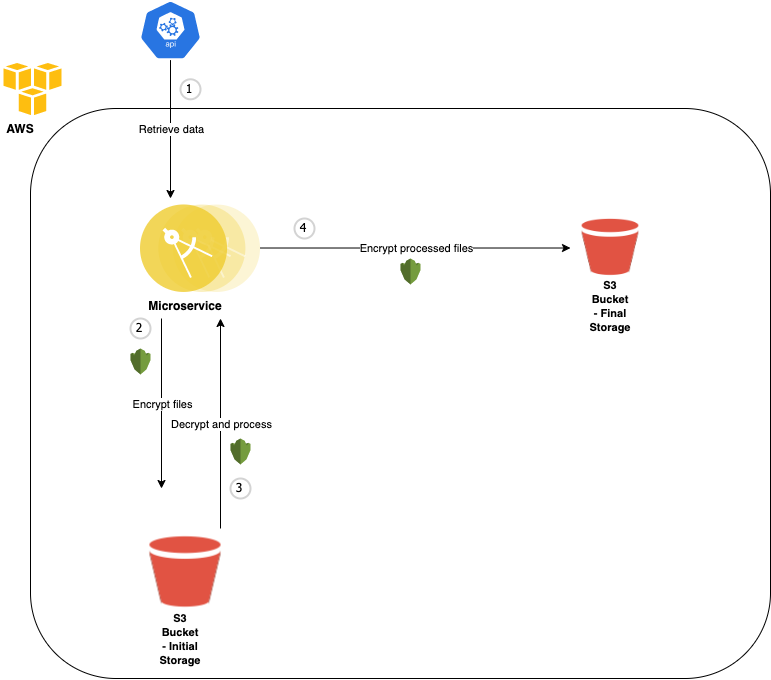 api
1
AWS
Retrieve data
4
Encrypt processed files
Microservice
S3
Bucket
- Final
Storage
2
Encrypt files
Decrypt and process
3
S3
Bucket
- Initial
Storage